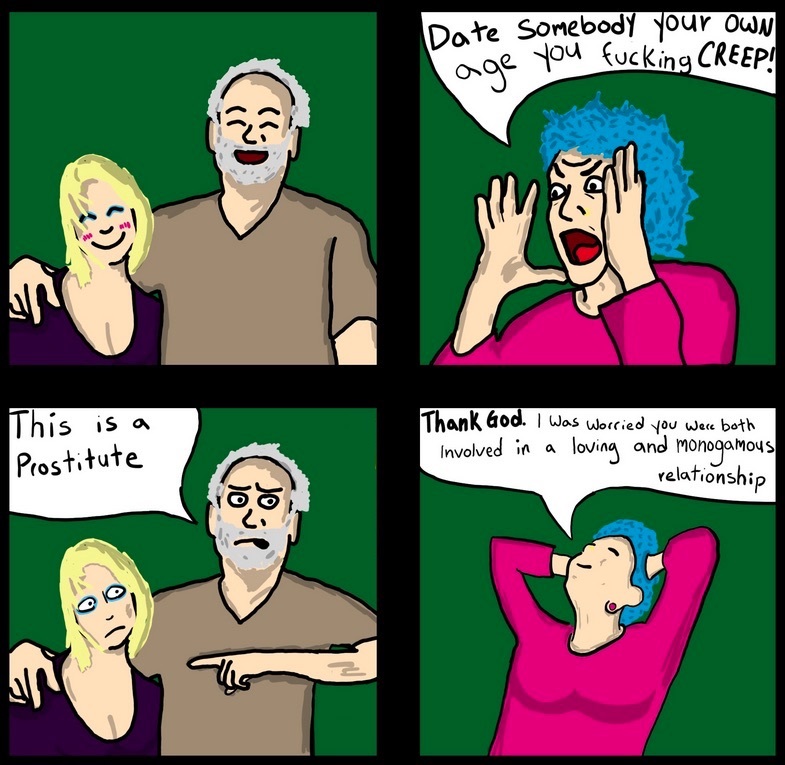 Date Somebody your OWN
age you fucking CREEP!
This is a
Prostitute
Thank God. I was worried you were both
Involved in a loving and monogamous
relationship